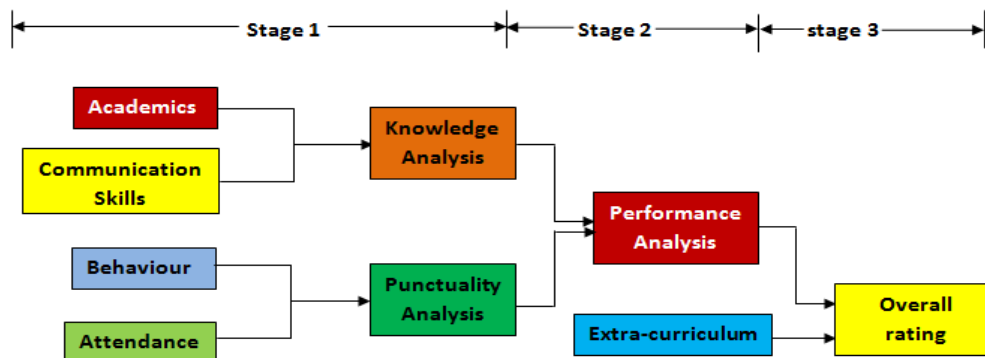 Stage 1
Stage 2
stage 3
Academics
Knowledge
Analysis
Communication
Skills
Performance
Analysis
Behaviour
Punctuality
Analysis
Overall
rating
Extra-curriculum
Attendance